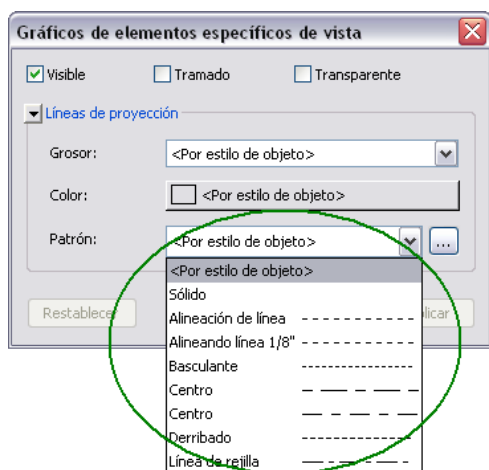 Gráficos de elementos específicos de vista
Visible Tramado Transparente
Líneas de proyección
Grosor: <Por estilo de objeto>
Color: <Por estilo de objeto>
Patrón: <Por estilo de objeto> ...
<Por estilo de objeto>
Sólido
Restablecer Alineación de línea
Alineando línea 1/8"
Basculante
Centro
Centro
Derribado
Línea de rejilla